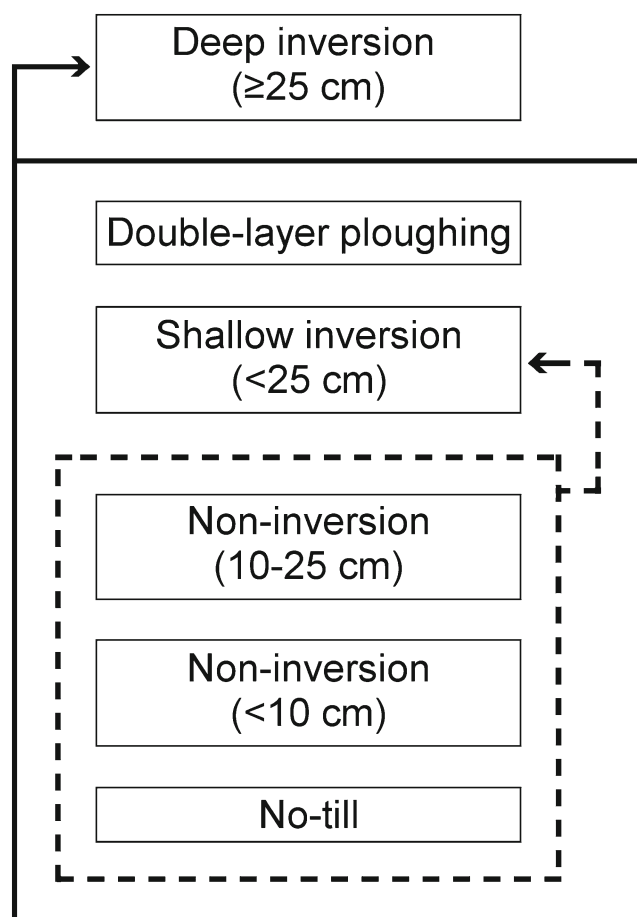 Deep inversion
(≥25 cm)
Double-layer ploughing
Shallow inversion
(<25 cm)
Non-inversion
(10-25 cm)
Non-inversion
(<10 cm)
No-till